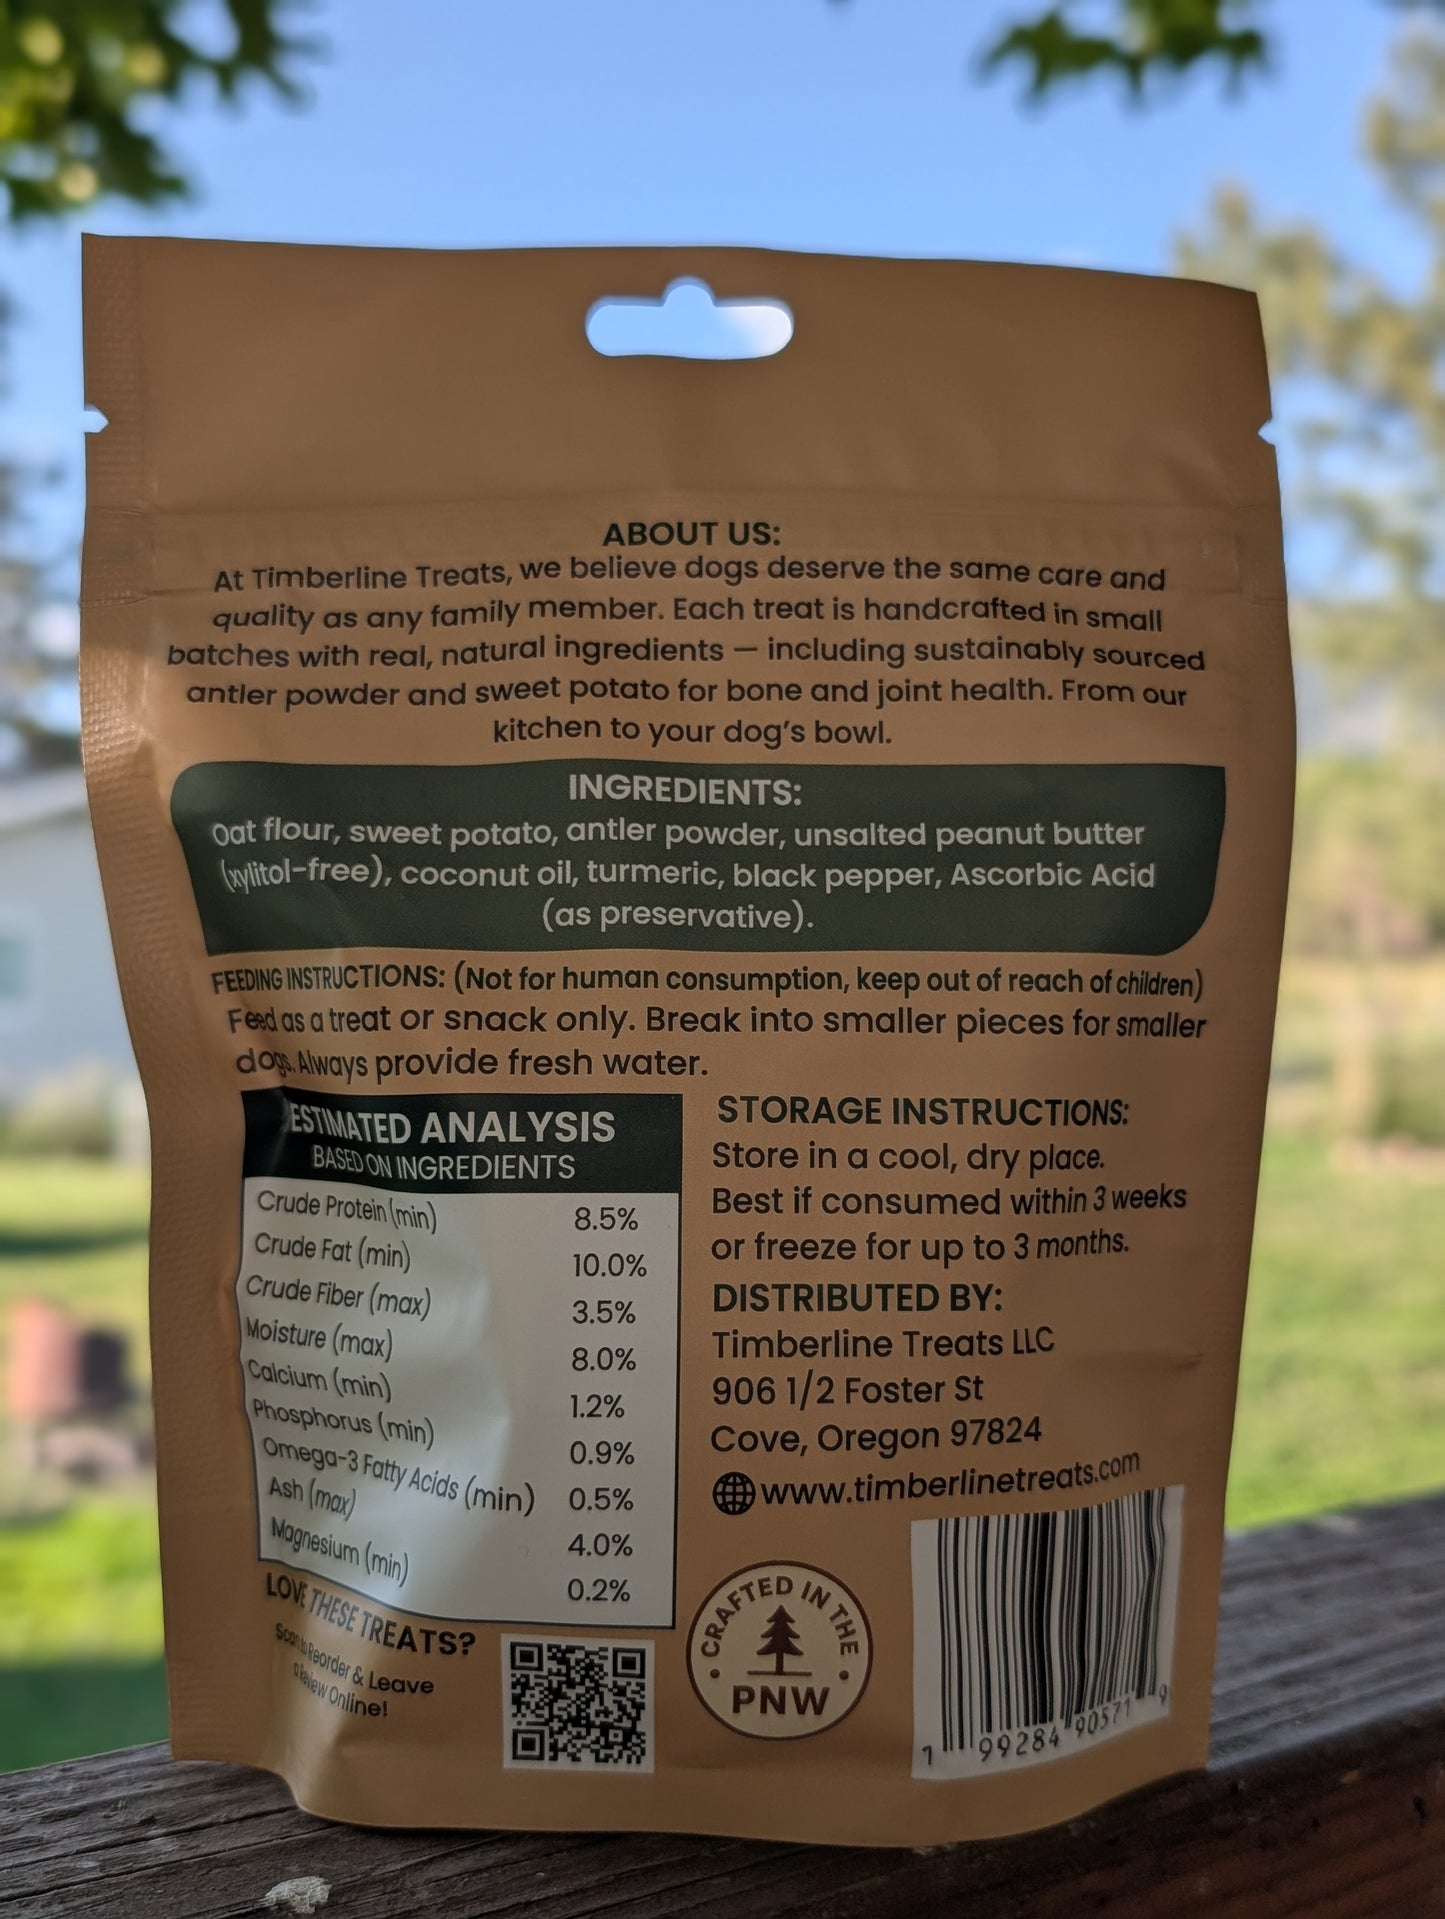 ABOUT US:
At Timberline Treats, we believe dogs deserve the same care and
quality as any family member. Each treat is handcrafted in small
batches with real, natural ingredients — including sustainably sourced
antler powder and sweet potato for bone and joint health. From our
kitchen to your dog's bowl.
INGREDIENTS:
Oat flour, sweet potato, antler powder, unsalted peanut butter
(xylitol-free), coconut oil, turmeric, black pepper, Ascorbic Acid
(as preservative).
FEEDING INSTRUCTIONS: (Not for human consumption, keep out of reach of children)
Feed as a treat or snack only. Break into smaller pieces for smaller
dogs. Always provide fresh water.
ESTIMATED ANALYSIS
BASED ON INGREDIENTS
Crude Protein (min) 8.5%
Crude Fat (min) 10.0%
Crude Fiber (max) 3.5%
Moisture (max) 8.0%
Calcium (min) 1.2%
Phosphorus (min) 0.9%
Omega-3 Fatty Acids (min) 0.5%
Ash (max) 4.0%
Magnesium (min) 0.2%
LOVE THESE TREATS?
Scan to Reorder & Leave
a Review Online!
STORAGE INSTRUCTIONS:
Store in a cool, dry place.
Best if consumed within 3 weeks
or freeze for up to 3 months.
DISTRIBUTED BY:
Timberline Treats LLC
906 1/2 Foster St
Cove, Oregon 97824
www.timberlinetreats.com
CRAFTED IN THE
PNW
7 99284 90571 9